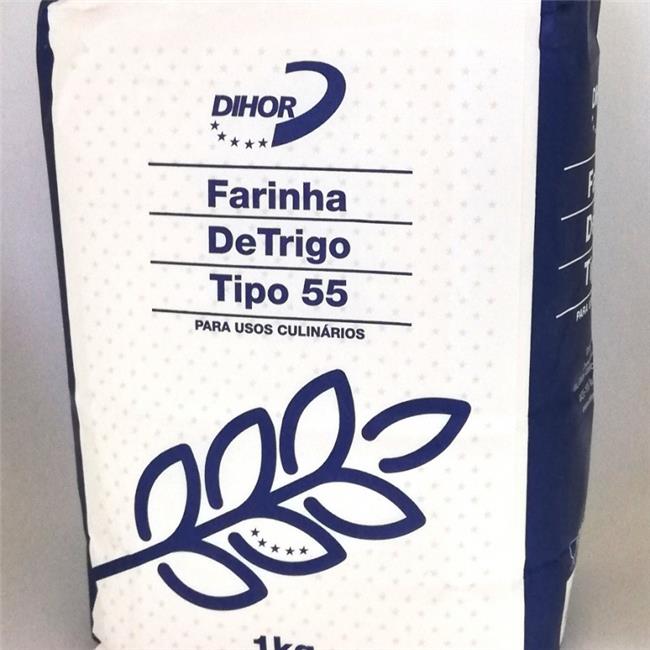 DIHOR
Farinha
DeTrigo
Tipo 55
PARA USOS CULINÁRIOS
1kg